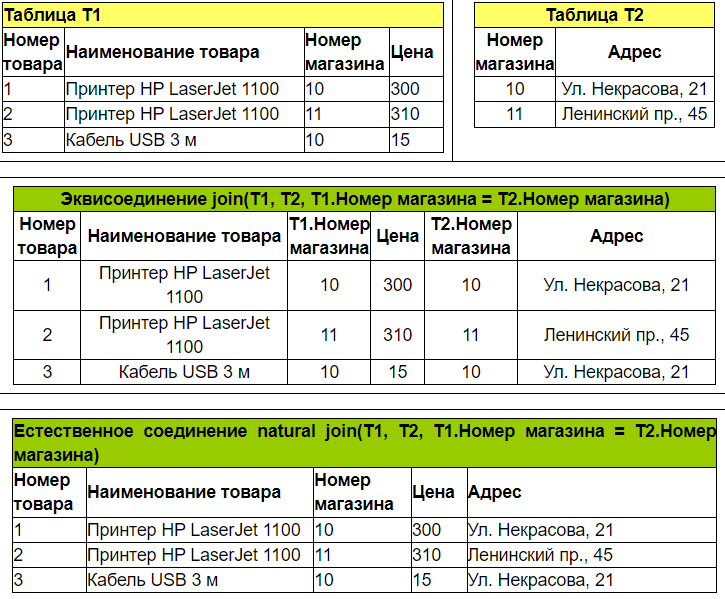 Таблица T1
Номер товара Наименование товара Номер магазина Цена
1 Принтер HP LaserJet 1100 10 300
2 Принтер HP LaserJet 1100 11 310
3 Кабель USB 3 м 10 15
Таблица T2
Номер магазина Адрес
10 Ул. Некрасова, 21
11 Ленинский пр., 45
Эквисоединение join(T1, T2, T1.Номер магазина = T2.Номер магазина)
Номер товара Наименование товара T1.Номер магазина Цена T2.Номер магазина Адрес
1 Принтер HP LaserJet 1100 10 300 10 Ул. Некрасова, 21
2 Принтер HP LaserJet 1100 11 310 11 Ленинский пр., 45
3 Кабель USB 3 м 10 15 10 Ул. Некрасова, 21
Естественное соединение natural join(T1, T2, T1.Номер магазина = T2.Номер
магазина)
Номер товара Наименование товара Номер магазина Цена Адрес
1 Принтер HP LaserJet 1100 10 300 Ул. Некрасова, 21
2 Принтер HP LaserJet 1100 11 310 Ленинский пр., 45
3 Кабель USB 3 м 10 15 Ул. Некрасова, 21